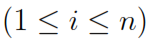 (1 ≤ i ≤ n)